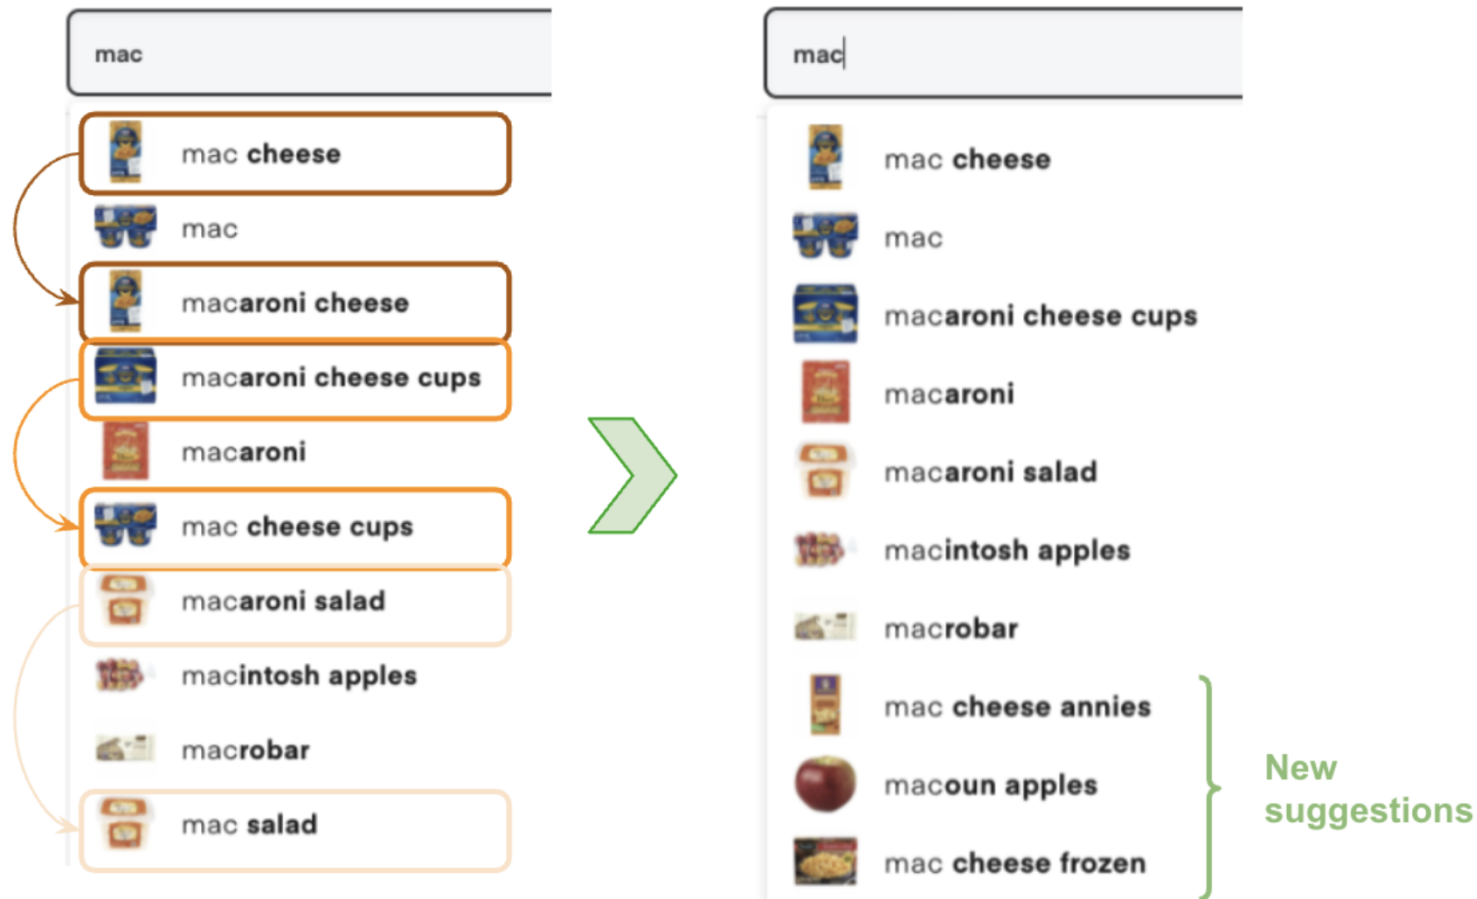 mac
mac cheese
mac
macaroni cheese
macaroni cheese cups
macaroni
mac cheese cups
macaroni salad
macintosh apples
macrobar
mac salad
mac
mac cheese
mac
macaroni cheese cups
macaroni
macaroni salad
macintosh apples
macrobar
mac cheese annies
macoun apples
mac cheese frozen
New
suggestions